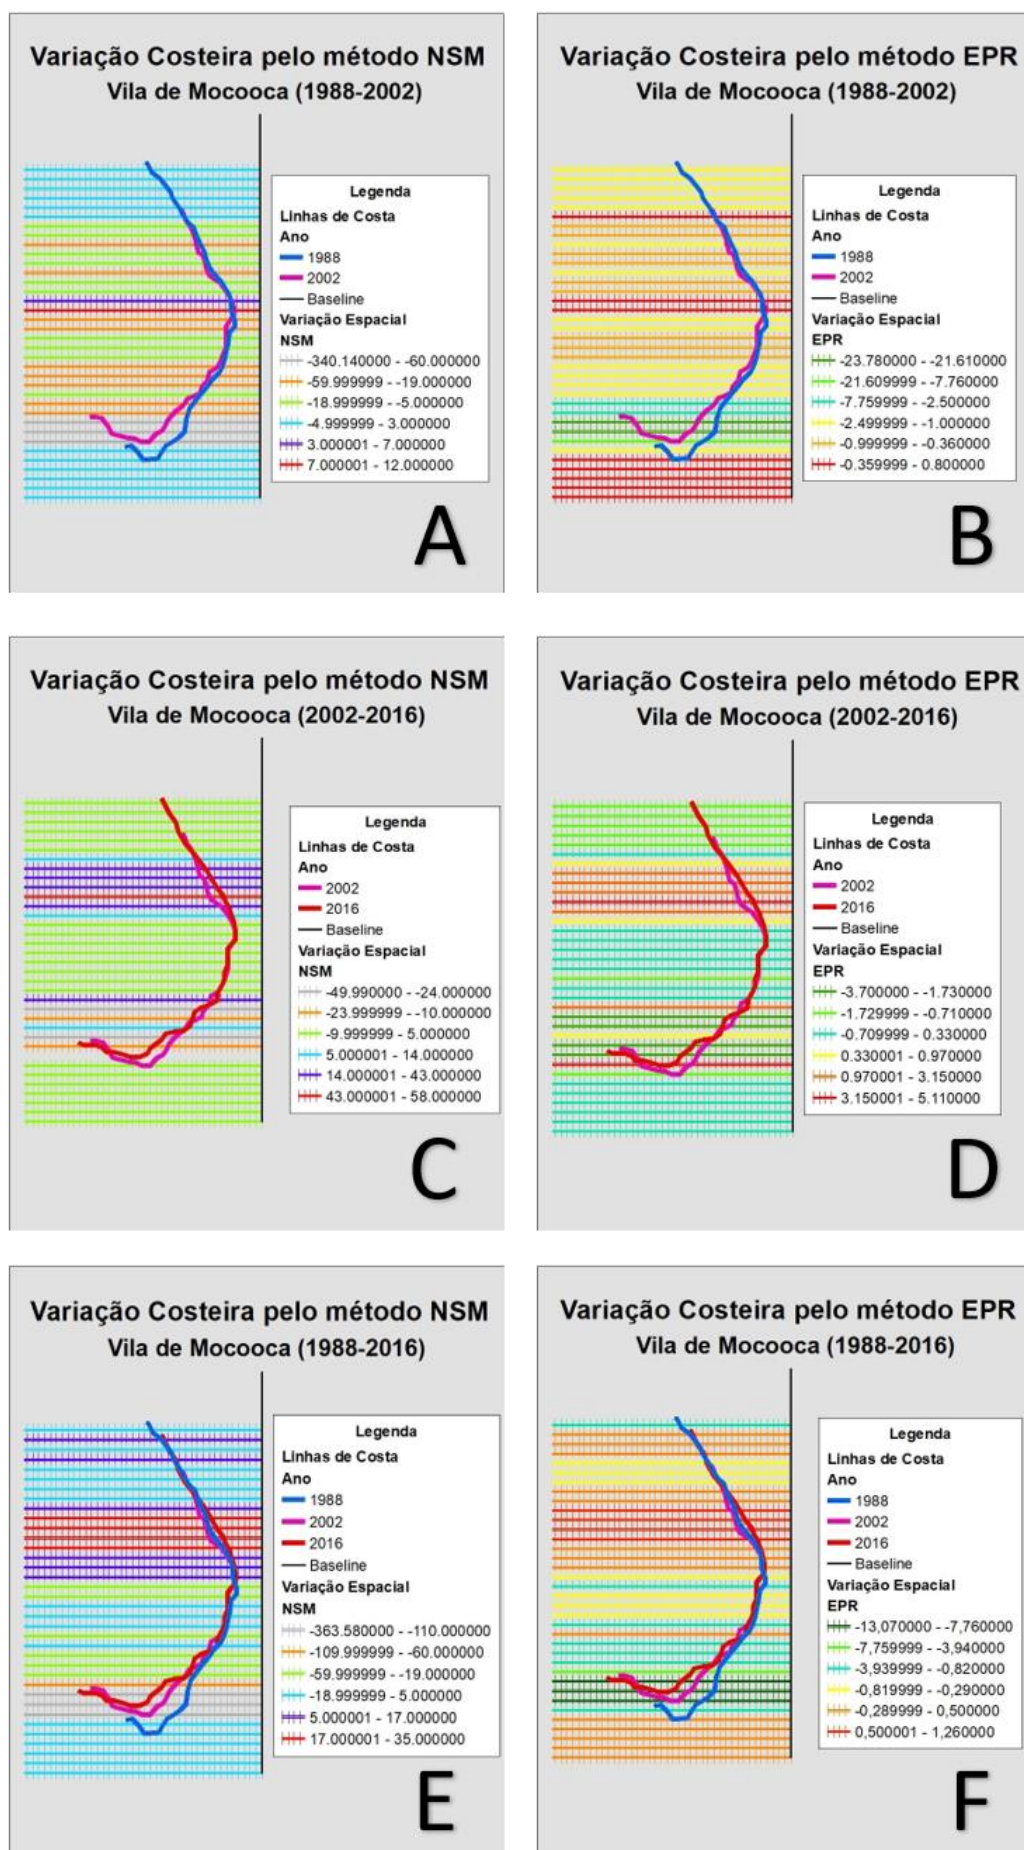 Variação Costeira pelo método NSM
Vila de Mocooca (1988-2002)
Legenda
Linhas de Costa
Ano
1988
2002
Baseline
Variação Espacial
NSM
-340.140000 - -60.000000
-59.999999 - -19.000000
-18.999999 - -5.000000
-4.999999 - 3.000000
3.000001 - 7.000000
7.000001 - 12.000000
A
Variação Costeira pelo método EPR
Vila de Mocooca (1988-2002)
Legenda
Linhas de Costa
Ano
1988
2002
Baseline
Variação Espacial
EPR
-23.780000 - -21.610000
-21.609999 - -7.760000
-7.759999 - -2.500000
-2.499999 - -1.000000
-0.999999 - -0.360000
-0.359999 - 0.800000
B
Variação Costeira pelo método NSM
Vila de Mocooca (2002-2016)
Legenda
Linhas de Costa
Ano
2002
2016
Baseline
Variação Espacial
NSM
-49.990000 - -24.000000
-23.999999 - -10.000000
-9.999999 - 5.000000
5.000001 - 14.000000
14.000001 - 43.000000
43.000001 - 58.000000
C
Variação Costeira pelo método EPR
Vila de Mocooca (2002-2016)
Legenda
Linhas de Costa
Ano
2002
2016
Baseline
Variação Espacial
EPR
-3.700000 - -1.730000
-1.729999 - -0.710000
-0.709999 - 0.330000
0.330001 - 0.970000
0.970001 - 3.150000
3.150001 - 5.110000
D
Variação Costeira pelo método NSM
Vila de Mocooca (1988-2016)
Legenda
Linhas de Costa
Ano
1988
2002
2016
Baseline
Variação Espacial
NSM
-363.580000 - -110.000000
-109.999999 - -60.000000
-59.999999 - -19.000000
-18.999999 - 5.000000
5.000001 - 17.000000
17.000001 - 35.000000
E
Variação Costeira pelo método EPR
Vila de Mocooca (1988-2016)
Legenda
Linhas de Costa
Ano
1988
2002
2016
Baseline
Variação Espacial
EPR
-13,070000 - -7,760000
-7,759999 - -3,940000
-3,939999 - -0,820000
-0,819999 - -0,290000
-0,289999 - 0,500000
0,500001 - 1,260000
F